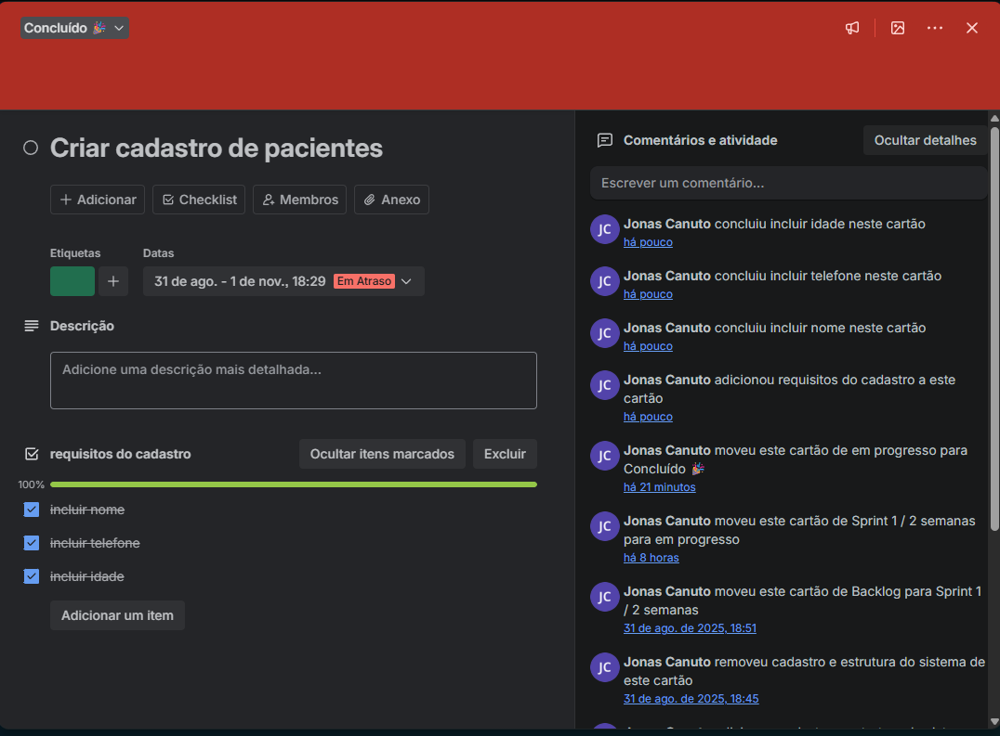 Concluído 🎉
Criar cadastro de pacientes
Adicionar
Checklist
Membros
Anexo
Etiquetas
Datas
31 de ago. - 1 de nov., 18:29 Em Atraso
Descrição
Adicione uma descrição mais detalhada...
requisitos do cadastro
Ocultar itens marcados
Excluir
100%
incluir nome
incluir telefone
incluir idade
Adicionar um item
Comentários e atividade
Ocultar detalhes
Escrever um comentário...
JC
Jonas Canuto concluiu incluir idade neste cartão
há pouco
JC
Jonas Canuto concluiu incluir telefone neste cartão
há pouco
JC
Jonas Canuto concluiu incluir nome neste cartão
há pouco
JC
Jonas Canuto adicionou requisitos do cadastro a este
cartão
há pouco
JC
Jonas Canuto moveu este cartão de em progresso para
Concluído 🎉
há 21 minutos
JC
Jonas Canuto moveu este cartão de Sprint 1 / 2 semanas
para em progresso
há 8 horas
JC
Jonas Canuto moveu este cartão de Backlog para Sprint 1
/ 2 semanas
31 de ago. de 2025, 18:51
JC
Jonas Canuto removeu cadastro e estrutura do sistema de
este cartão
31 de ago. de 2025, 18:45